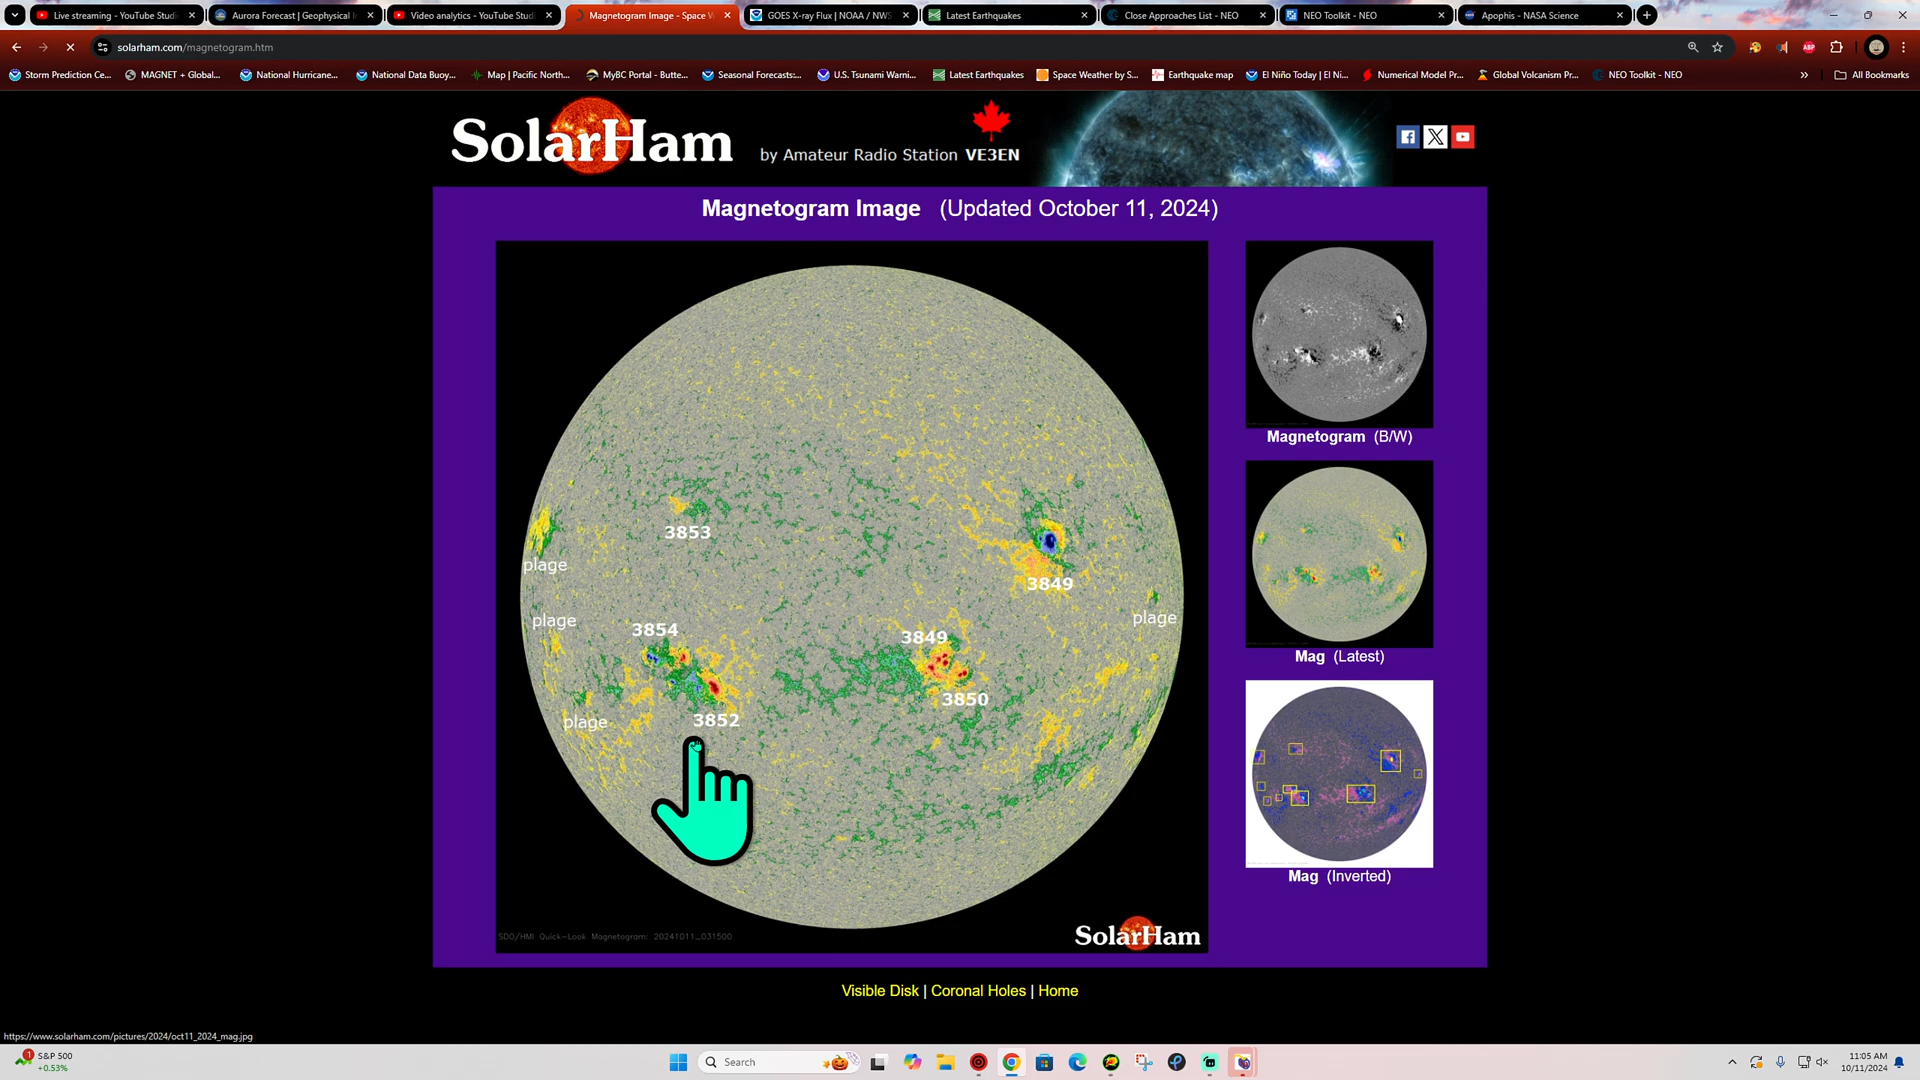 Live streaming - YouTube Studi
Aurora Forecast | Geophysical I
Video analytics - YouTube Studi
Magnetogram Image - Space W
GOES X-ray Flux | NOAA / NWS
Latest Earthquakes
Close Approaches List - NEO
NEO Toolkit - NEO
Apophis - NASA Science
solarham.com/magnetogram.htm
ABP
Storm Prediction Ce...
MAGNET + Global...
National Hurricane...
National Data Buoy...
Map | Pacific North...
MyBC Portal - Butte...
Seasonal Forecasts:...
U.S. Tsunami Warni...
Latest Earthquakes
Space Weather by S...
Earthquake map
El Niño Today | El Ni...
Numerical Model Pr...
Global Volcanism Pr...
NEO Toolkit - NEO
All Bookmarks
SolarHam
by Amateur Radio Station VE3EN
Magnetogram Image (Updated October 11, 2024)
3853
plage
3849
plage
plage
3854
3849
3850
plage
3852
SDO/HMI Quick-Look Magnetogram: 20241011_031500
SolarHam
Magnetogram (B/W)
Mag (Latest)
Mag (Inverted)
Visible Disk | Coronal Holes | Home
https://www.solarham.com/pictures/2024/oct11_2024_mag.jpg
1
S&P 500
+0.53%
Search
11:05 AM
10/11/2024